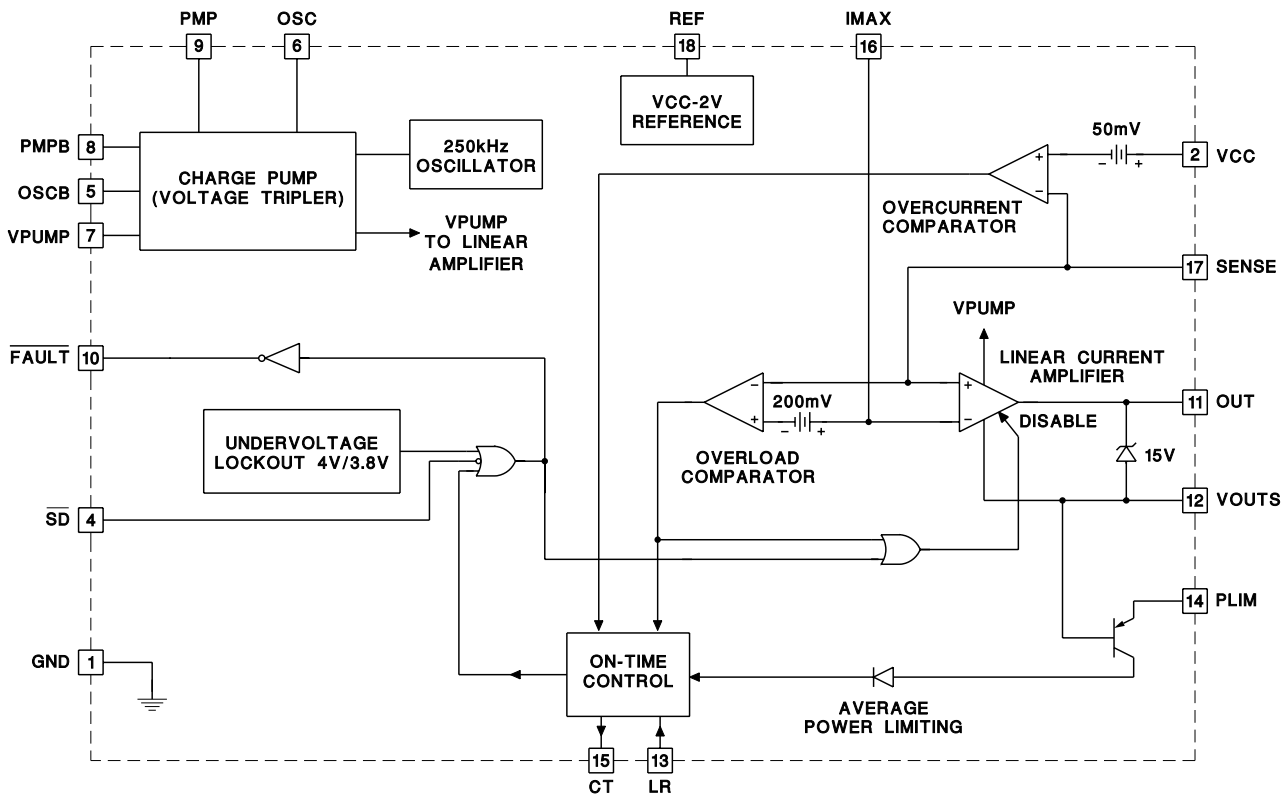 PMP
OSC
REF
IMAX
9
6
18
16
VCC-2V
REFERENCE
50mV
PMPB
8
250kHz
OSCILLATOR
CHARGE PUMP
(VOLTAGE TRIPLER)
+
-
+
-
2
VCC
OSCB
5
OVERCURRENT
COMPARATOR
VPUMP
7
VPUMP
TO LINEAR
AMPLIFIER
17
SENSE
VPUMP
FAULT
10
LINEAR CURRENT
AMPLIFIER
-
+
200mV
-
+
+
-
DISABLE
11
OUT
UNDERVOLTAGE
LOCKOUT 4V/3.8V
OVERLOAD
COMPARATOR
15V
12
VOUTS
SD
4
14
PLIM
GND
1
ON-TIME
CONTROL
AVERAGE
POWER LIMITING
15
13
CT
LR